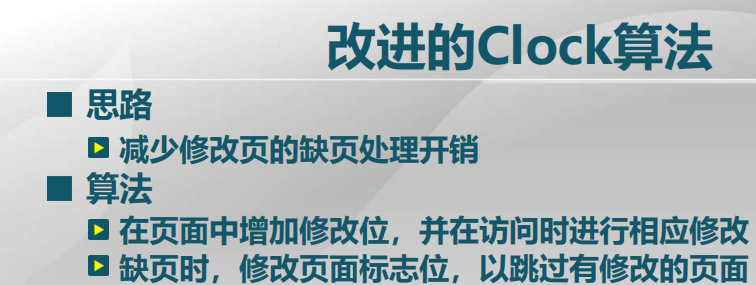 改进的Clock算法
思路
减少修改页的缺页处理开销
算法
在页面中增加修改位，并在访问时进行相应修改
缺页时，修改页面标志位，以跳过有修改的页面